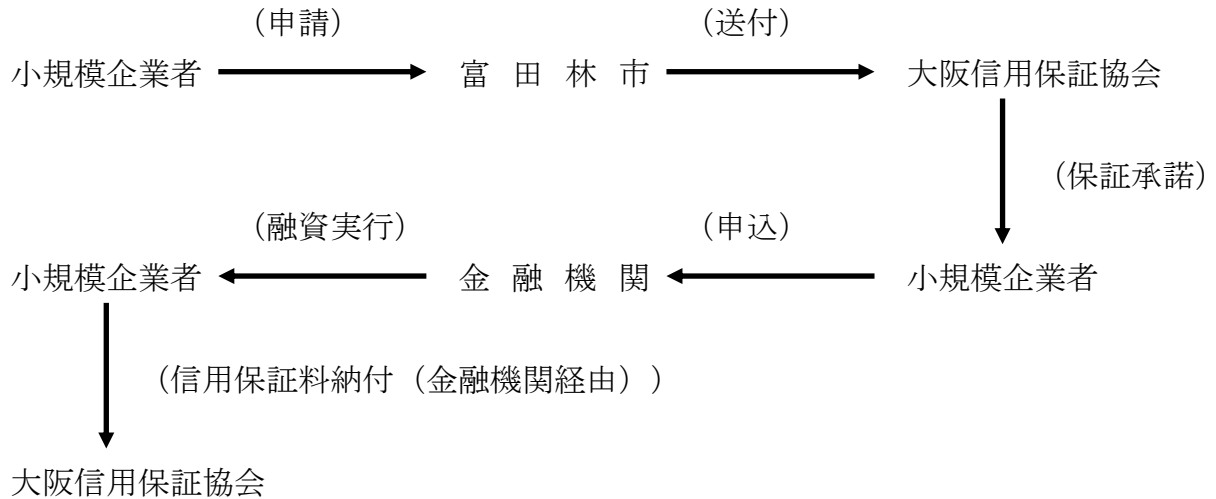 （申請） （送付）
小規模企業者 富田林市 大阪信用保証協会
（保証承諾）
（融資実行） （申込）
小規模企業者 金融機関 小規模企業者
（信用保証料納付（金融機関経由））
大阪信用保証協会